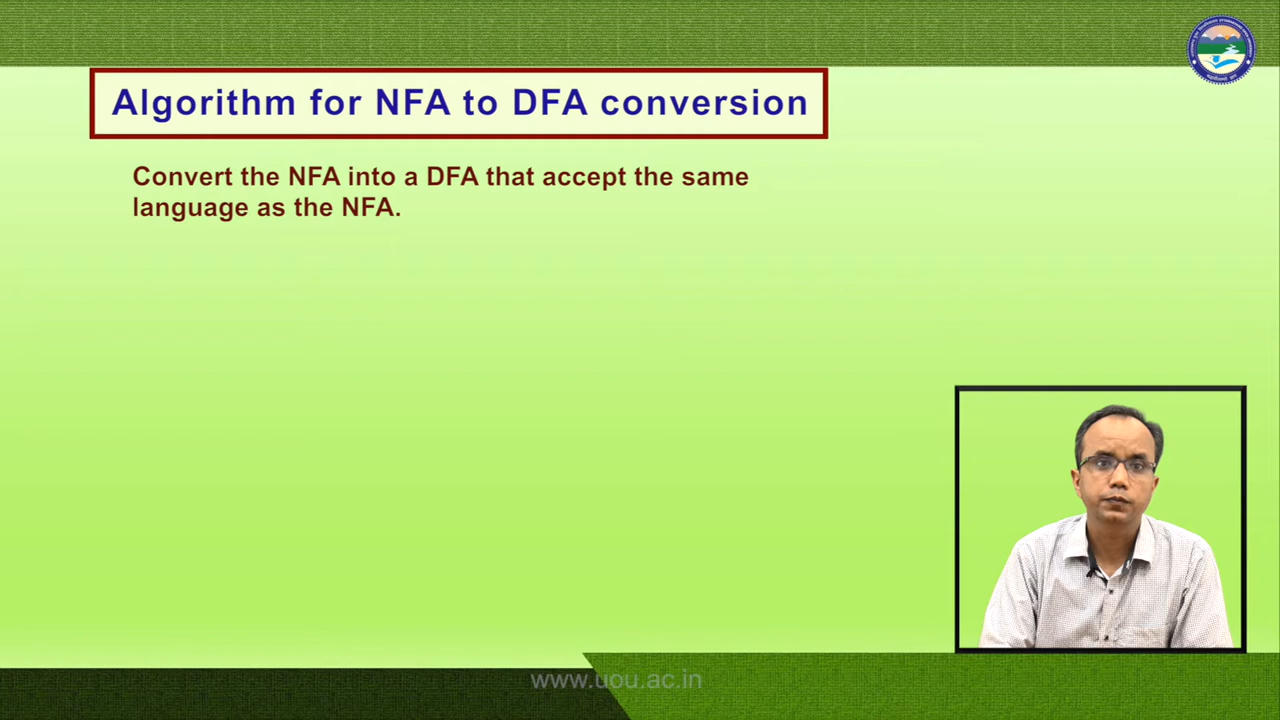 Algorithm for NFA to DFA conversion
Convert the NFA into a DFA that accept the same
language as the NFA.
www.uou.ac.in